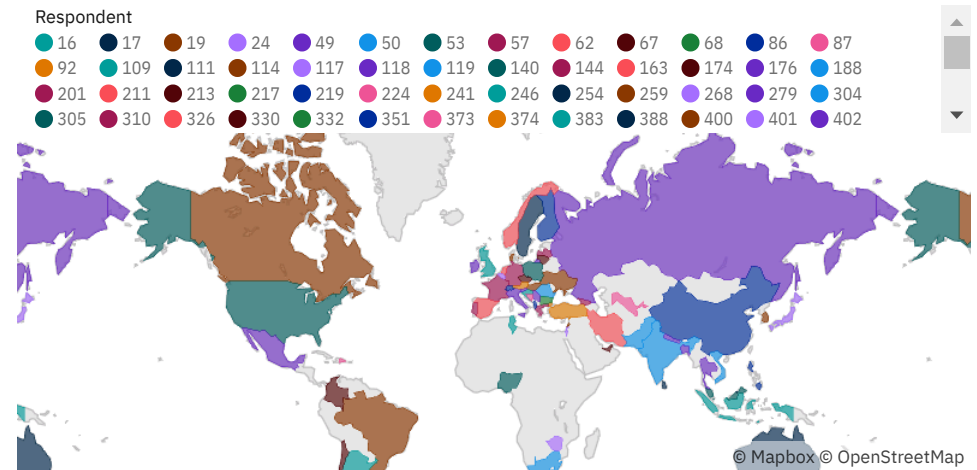 Respondent
16 17 19 24 49 50 53 57 62 67 68 86 87
92 109 111 114 117 118 119 140 144 163 174 176 188
201 211 213 217 219 224 241 246 254 259 268 279 304
305 310 326 330 332 351 373 374 383 388 400 401 402
© Mapbox © OpenStreetMap